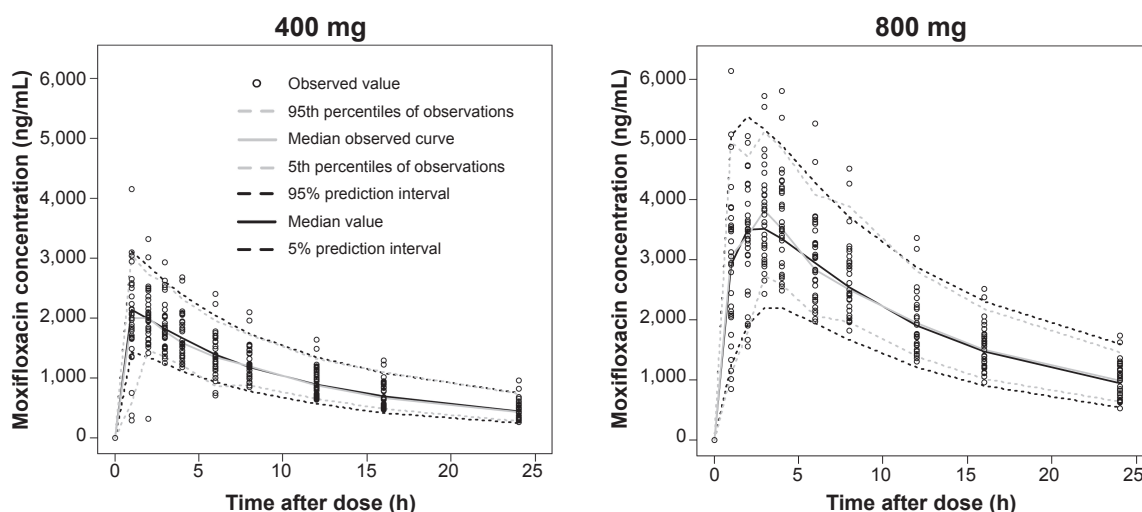 400 mg
Moxifloxacin concentration (ng/mL)
6,000
5,000
4,000
3,000
2,000
1,000
0
Observed value
95th percentiles of observations
Median observed curve
5th percentiles of observations
95% prediction interval
Median value
5% prediction interval
0 5 10 15 20 25
Time after dose (h)
800 mg
Moxifloxacin concentration (ng/mL)
6,000
5,000
4,000
3,000
2,000
1,000
0
0 5 10 15 20 25
Time after dose (h)